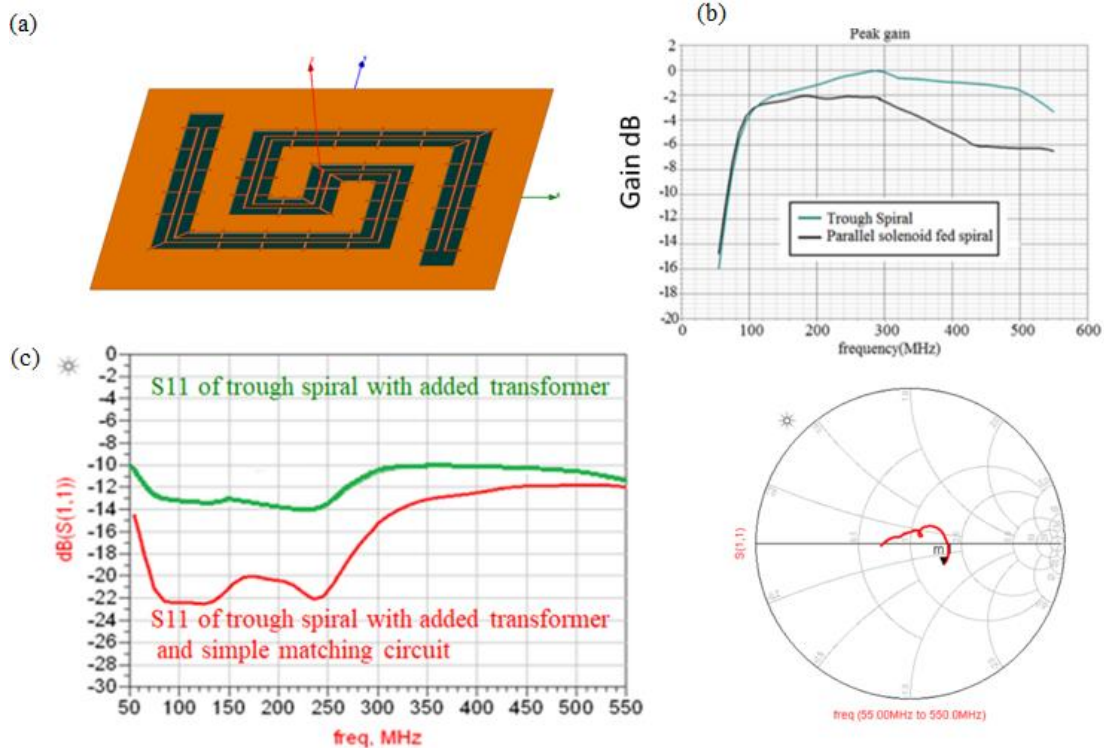 (a)
(b)
Peak gain
2
0
-2
-4
-6
-8
-10
-12
-14
-16
-18
-20
Gain dB
Trough Spiral
Parallel solenoid fed spiral
0 100 200 300 400 500 600
frequency(MHz)
(c)
0
-2
-4
-6
-8
-10
-12
-14
-16
-18
-20
-22
-24
-26
-28
-30
dB(S(1,1))
S11 of trough spiral with added transformer
S11 of trough spiral with added transformer
and simple matching circuit
50 100 150 200 250 300 350 400 450 500 550
freq, MHz
S(1,1)
m
freq (55.00MHz to 550.0MHz)